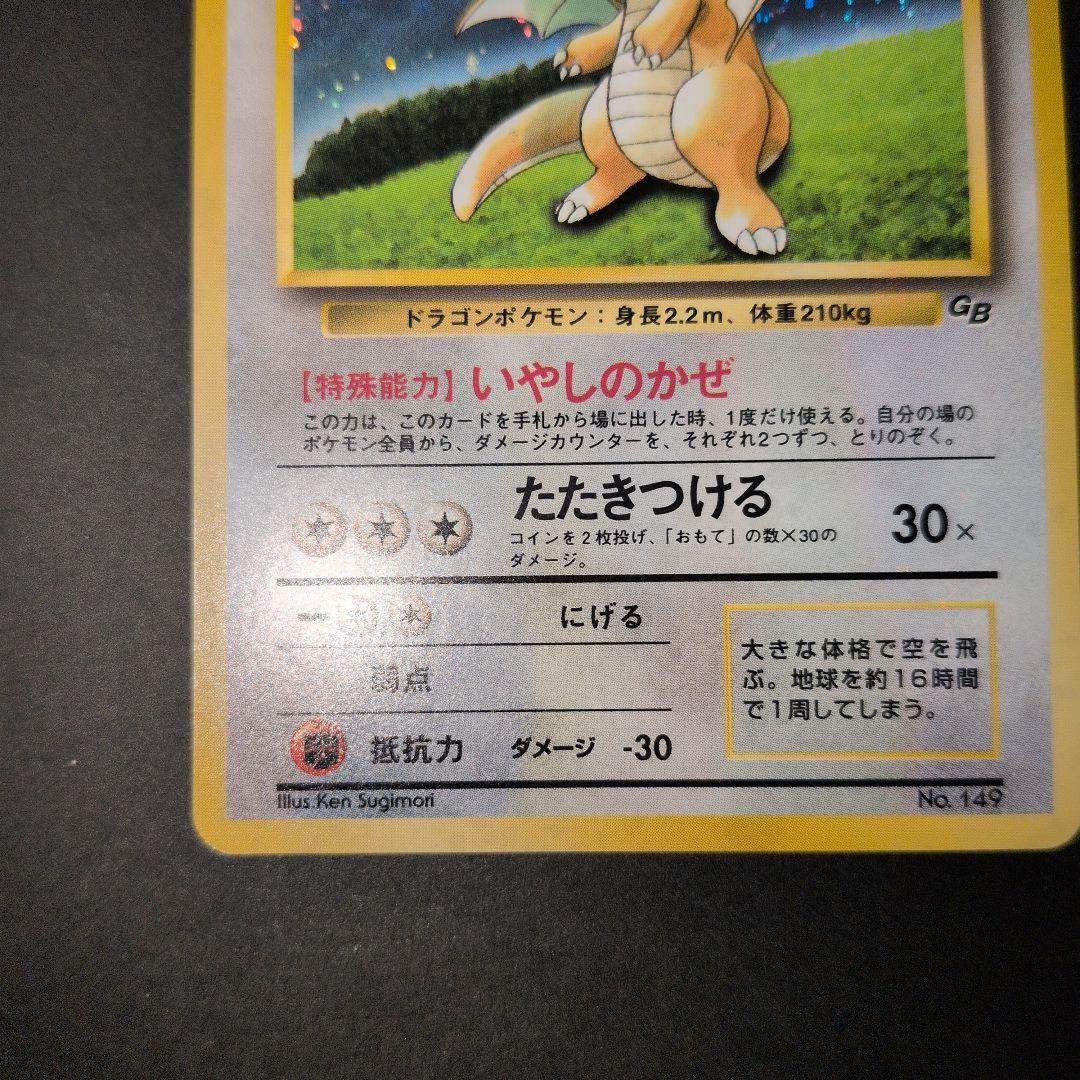 ドラゴンポケモン：身長2.2m、体重210kg
GB
【特殊能力】いやしのかぜ
この力は、このカードを手札から場に出した時、1度だけ使える。自分の場の
ポケモン全員から、ダメージカウンターを、それぞれ2つずつ、とりのぞく。
たたきつける
30×
コインを2枚投げ、「おもて」の数×30の
ダメージ。
にげる
弱点
抵抗力 ダメージ -30
大きな体格で空を飛
ぶ。地球を約16時間
で1周してしまう。
Illus. Ken Sugimori
No. 149